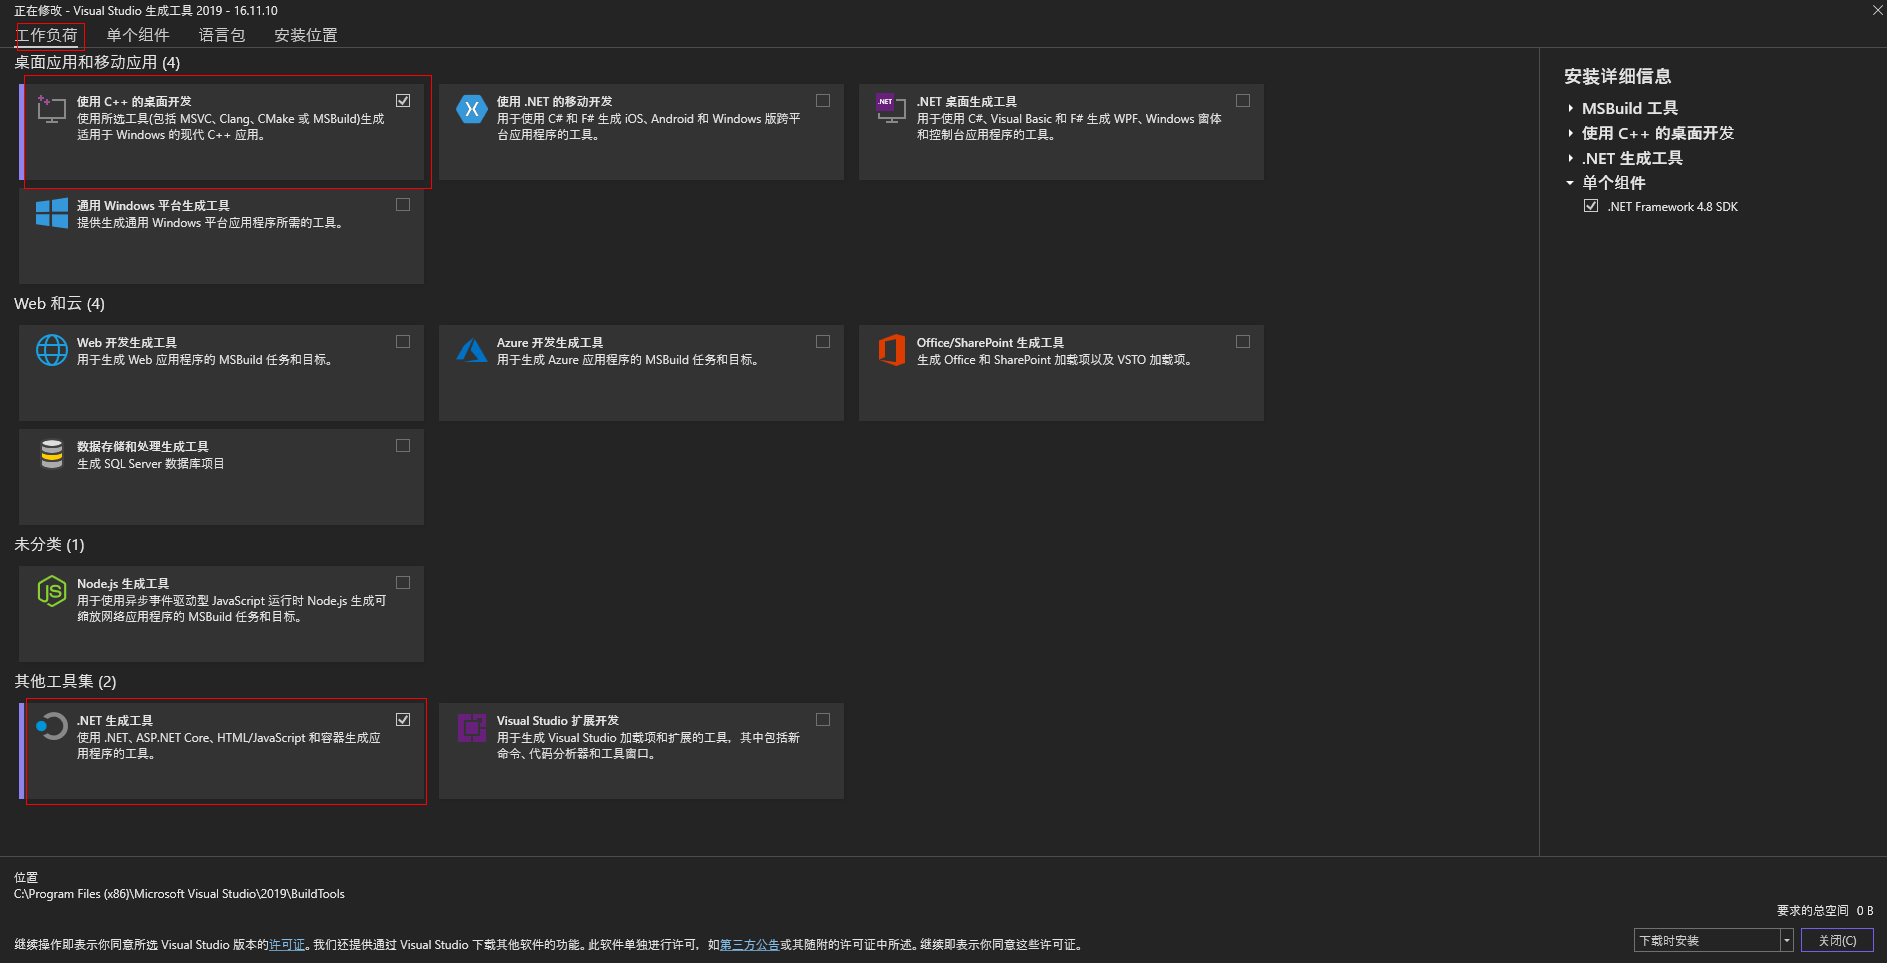 正在修改 - Visual Studio 生成工具 2019 - 16.11.10
工作负荷 单个组件 语言包 安装位置
桌面应用和移动应用 (4)
使用 C++ 的桌面开发
使用所选工具(包括 MSVC、Clang、CMake 或 MSBuild)生成
适用于 Windows 的现代 C++ 应用。
使用 .NET 的移动开发
用于使用 C# 和 F# 生成 iOS、Android 和 Windows 版跨平
台应用程序的工具。
.NET 桌面生成工具
用于使用 C#、Visual Basic 和 F# 生成 WPF、Windows 窗体
和控制台应用程序的工具。
通用 Windows 平台生成工具
提供生成通用 Windows 平台应用程序所需的工具。
Web 和云 (4)
Web 开发生成工具
用于生成 Web 应用程序的 MSBuild 任务和目标。
Azure 开发生成工具
用于生成 Azure 应用程序的 MSBuild 任务和目标。
Office/SharePoint 生成工具
生成 Office 和 SharePoint 加载项以及 VSTO 加载项。
数据存储和处理生成工具
生成 SQL Server 数据库项目
未分类 (1)
Node.js 生成工具
用于使用异步事件驱动型 JavaScript 运行时 Node.js 生成可
缩放网络应用程序的 MSBuild 任务和目标。
其他工具集 (2)
.NET 生成工具
使用 .NET、ASP.NET Core、HTML/JavaScript 和容器生成应
用程序的工具。
Visual Studio 扩展开发
用于生成 Visual Studio 加载项和扩展的工具，其中包括新
命令、代码分析器和工具窗口。
安装详细信息
MSBuild 工具
使用 C++ 的桌面开发
.NET 生成工具
单个组件
.NET Framework 4.8 SDK
位置
C:\Program Files (x86)\Microsoft Visual Studio\2019\BuildTools
要求的总空间 0 B
继续操作即表示你同意所选 Visual Studio 版本的许可证。我们还提供通过 Visual Studio 下载其他软件的功能。此软件单独进行许可，如第三方公告或其随附的许可证中所述。继续即表示你同意这些许可证。
下载时安装
关闭(C)